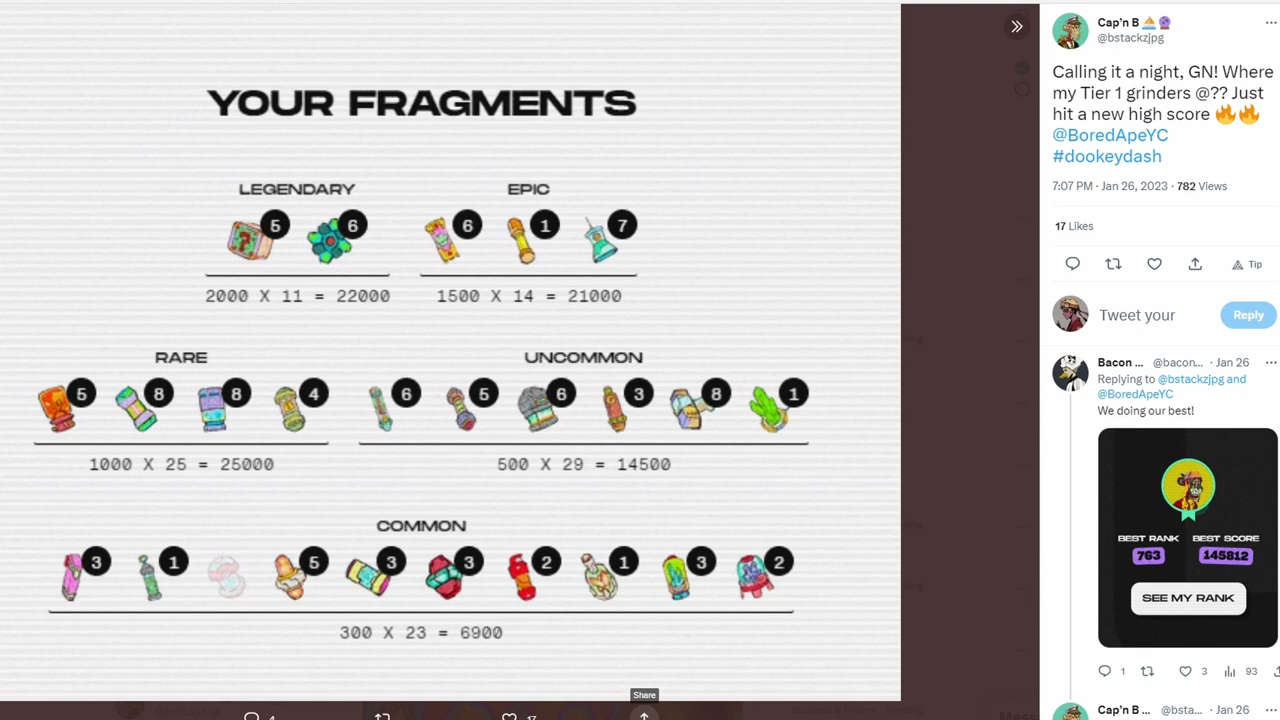 YOUR FRAGMENTS
LEGENDARY
5
6
2000 X 11 = 22000
EPIC
6
1
7
1500 X 14 = 21000
RARE
5
8
8
4
1000 X 25 = 25000
UNCOMMON
6
5
6
3
8
1
500 X 29 = 14500
COMMON
3
1
5
3
3
2
1
3
2
300 X 23 = 6900
Share
17
Cap'n B
@bstackzjpg
Calling it a night, GN! Where
my Tier 1 grinders @?? Just
hit a new high score 🔥🔥
@BoredApeYC
#dookeydash
7:07 PM · Jan 26, 2023 · 782 Views
17 Likes
Tip
Tweet your
Reply
Bacon ... @bacon... · Jan 26
Replying to @bstackzjpg and
@BoredApeYC
We doing our best!
BEST RANK
763
BEST SCORE
145812
SEE MY RANK
1
3
93
Cap'n B ... @bsta... · Jan 26